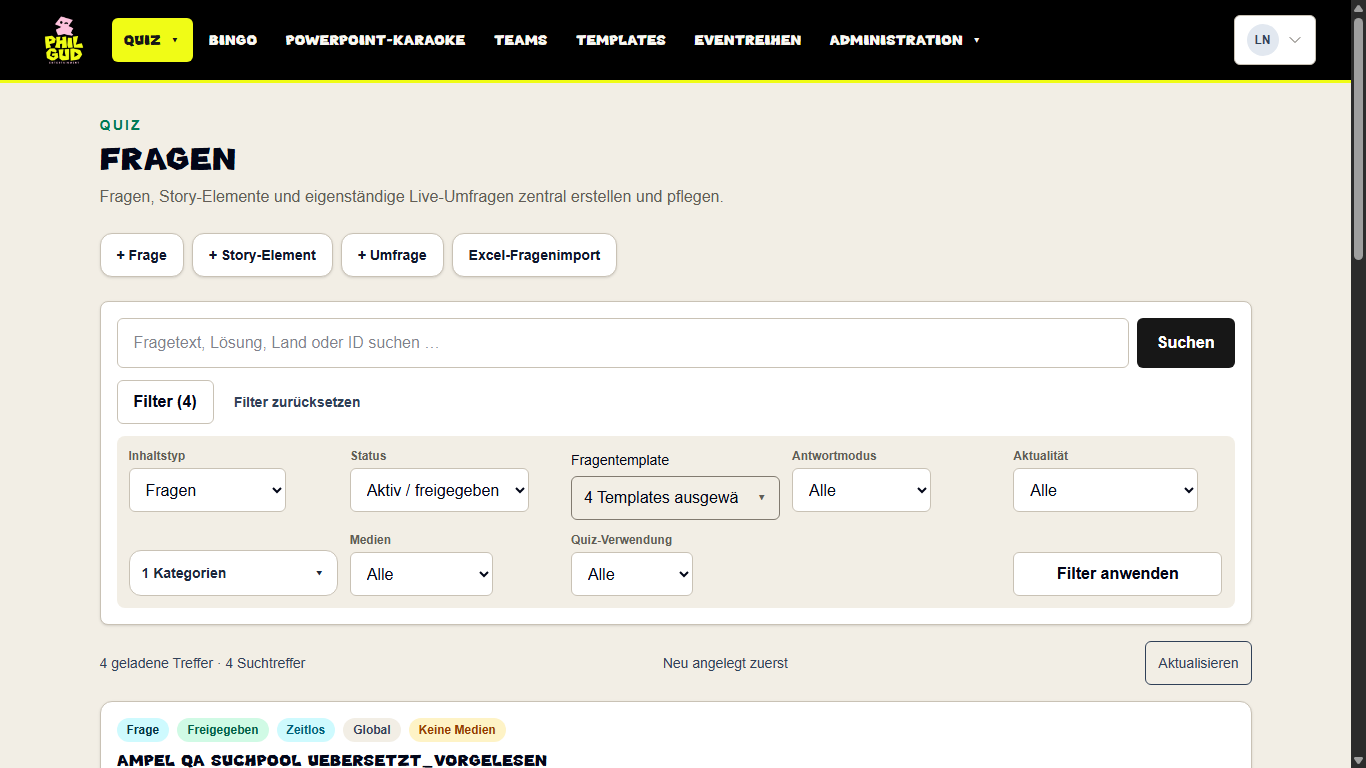 PHIL
GUD
QUIZ ▾
BINGO
POWERPOINT-KARAOKE
TEAMS
TEMPLATES
EVENTREIHEN
ADMINISTRATION ▾
LN
QUIZ
FRAGEN
Fragen, Story-Elemente und eigenständige Live-Umfragen zentral erstellen und pflegen.
+ Frage
+ Story-Element
+ Umfrage
Excel-Fragenimport
Fragetext, Lösung, Land oder ID suchen …
Suchen
Filter (4)
Filter zurücksetzen
Inhaltstyp
Status
Fragentemplate
Antwortmodus
Aktualität
Fragen
Aktiv / freigegeben
4 Templates ausgewä
Alle
Alle
Medien
Quiz-Verwendung
1 Kategorien
Alle
Alle
Filter anwenden
4 geladene Treffer · 4 Suchtreffer
Neu angelegt zuerst
Aktualisieren
Frage
Freigegeben
Zeitlos
Global
Keine Medien
AMPEL QA SUCHPOOL UEBERSETZT_VORGELESEN